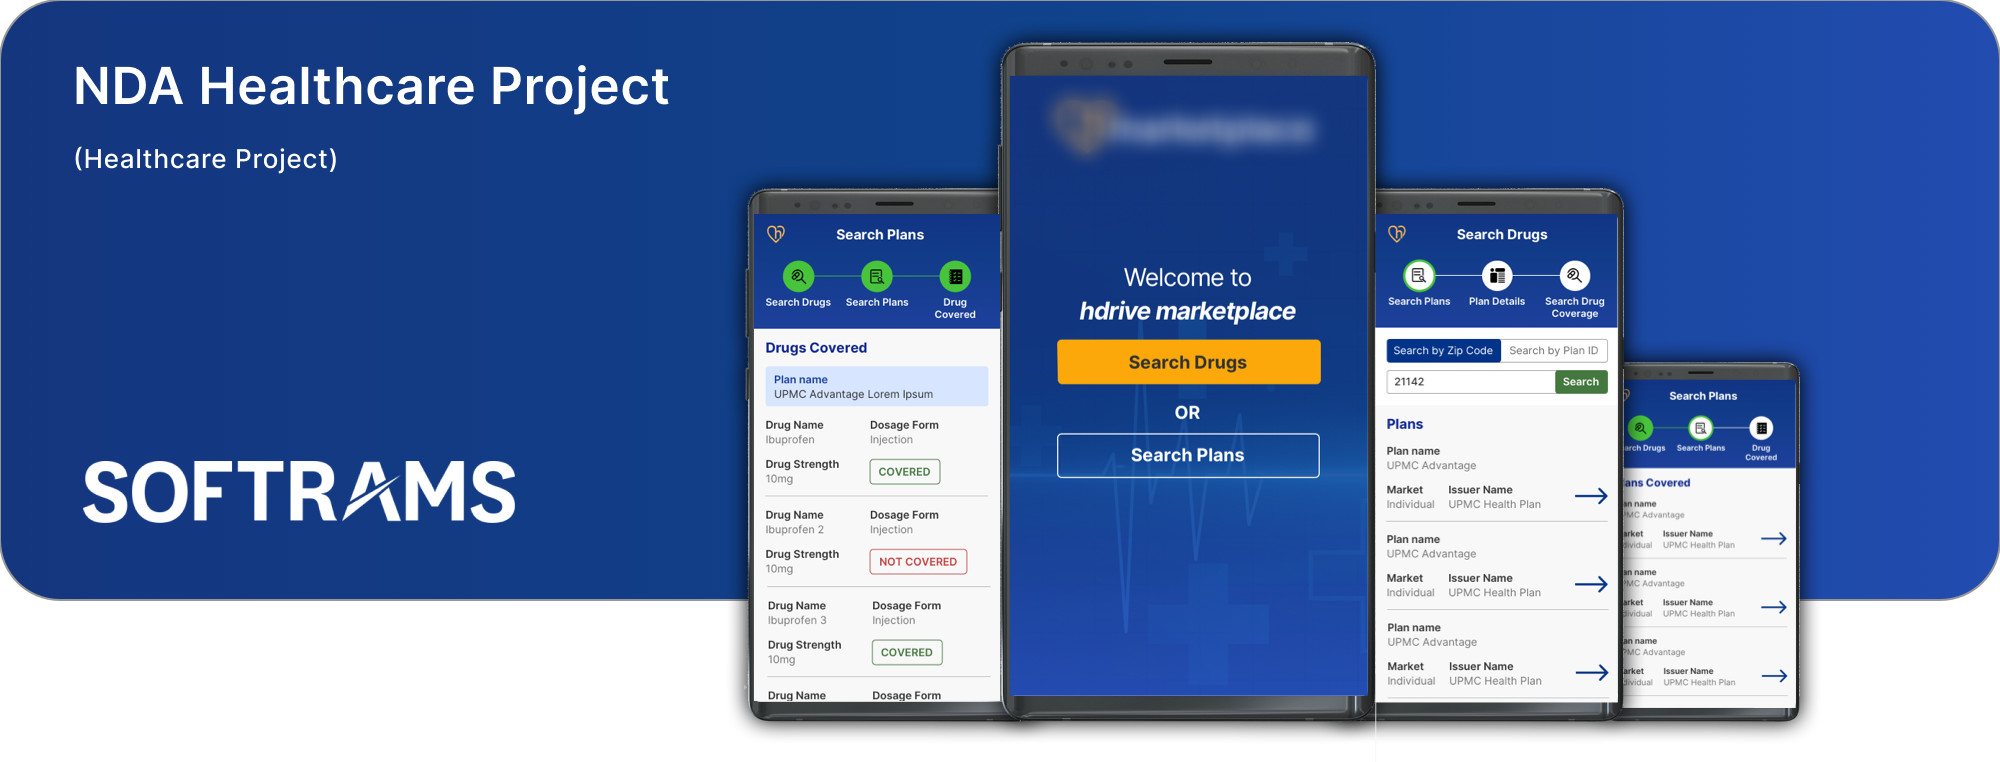 NDA Healthcare Project
(Healthcare Project)
SOFTRAMS
Search Plans
Search Drugs
Search Plans
Drug
Covered
Drugs Covered
Plan name
UPMC Advantage Lorem Ipsum
Drug Name
Dosage Form
Ibuprofen
Injection
Drug Strength
10mg
COVERED
Drug Name
Dosage Form
Ibuprofen 2
Injection
Drug Strength
10mg
NOT COVERED
Drug Name
Dosage Form
Ibuprofen 3
Injection
Drug Strength
10mg
COVERED
Drug Name
Dosage Form
marketplace
Welcome to
hdrive marketplace
Search Drugs
OR
Search Plans
Search Drugs
Search Plans
Plan Details
Search Drug
Coverage
Search by Zip Code
Search by Plan ID
21142
Search
Plans
Plan name
UPMC Advantage
Market
Issuer Name
Individual
UPMC Health Plan
Plan name
UPMC Advantage
Market
Issuer Name
Individual
UPMC Health Plan
Plan name
UPMC Advantage
Market
Issuer Name
Individual
UPMC Health Plan
Search Plans
arch Drugs
Search Plans
Drug
Covered
ans Covered
an name
PMC Advantage
arket
Issuer Name
dividual
UPMC Health Plan
an name
PMC Advantage
arket
Issuer Name
dividual
UPMC Health Plan
an name
PMC Advantage
arket
Issuer Name
dividual
UPMC Health Plan